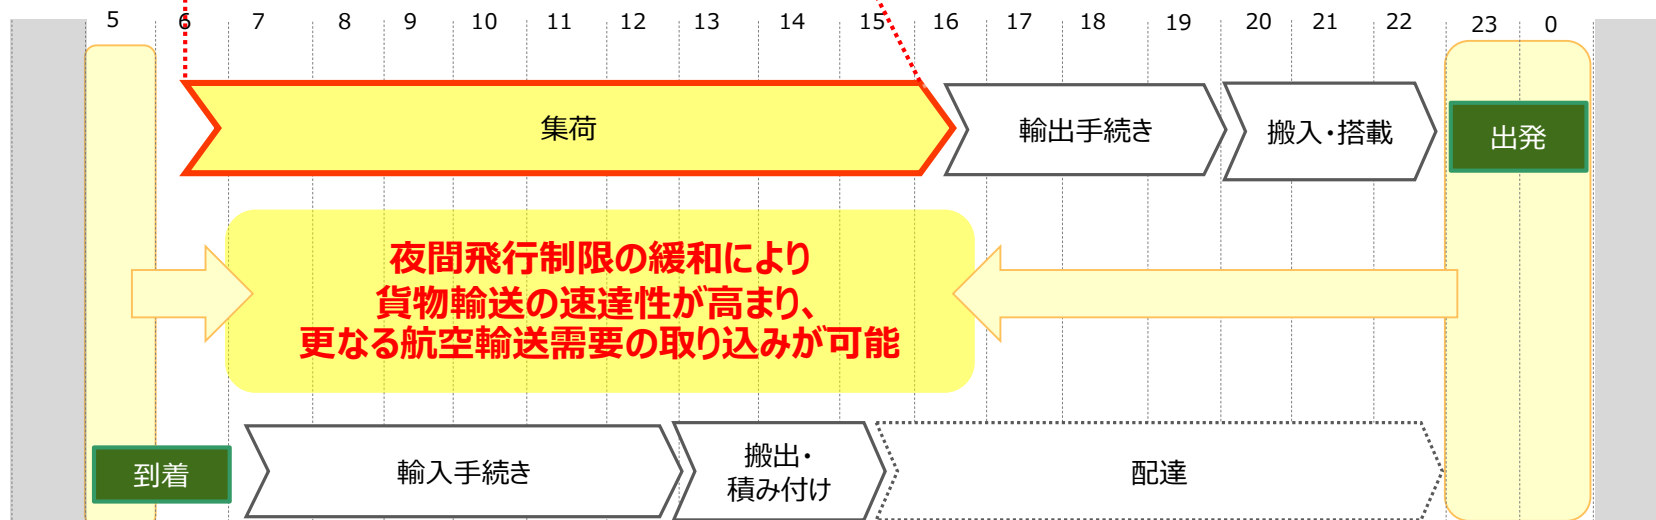 5 6 7 8 9 10 11 12 13 14 15 16 17 18 19 20 21 22 23 0
集荷 輸出手続き 搬入・搭載 出発
夜間飛行制限の緩和により
貨物輸送の速達性が高まり、
更なる航空輸送需要の取り込みが可能
到着 輸入手続き
搬出・
積み付け
配達